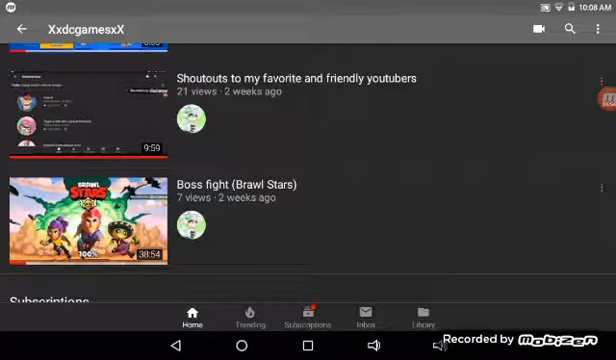 10:08 AM
XxdcgamesxX
9:59
Shoutouts to my favorite and friendly youtubers
21 views · 2 weeks ago
BRAWL
STARS
100%
38:54
Boss fight (Brawl Stars)
7 views · 2 weeks ago
Subscriptions
Home
Trending
Subscriptions
Inbox
Library
Recorded by mobizen